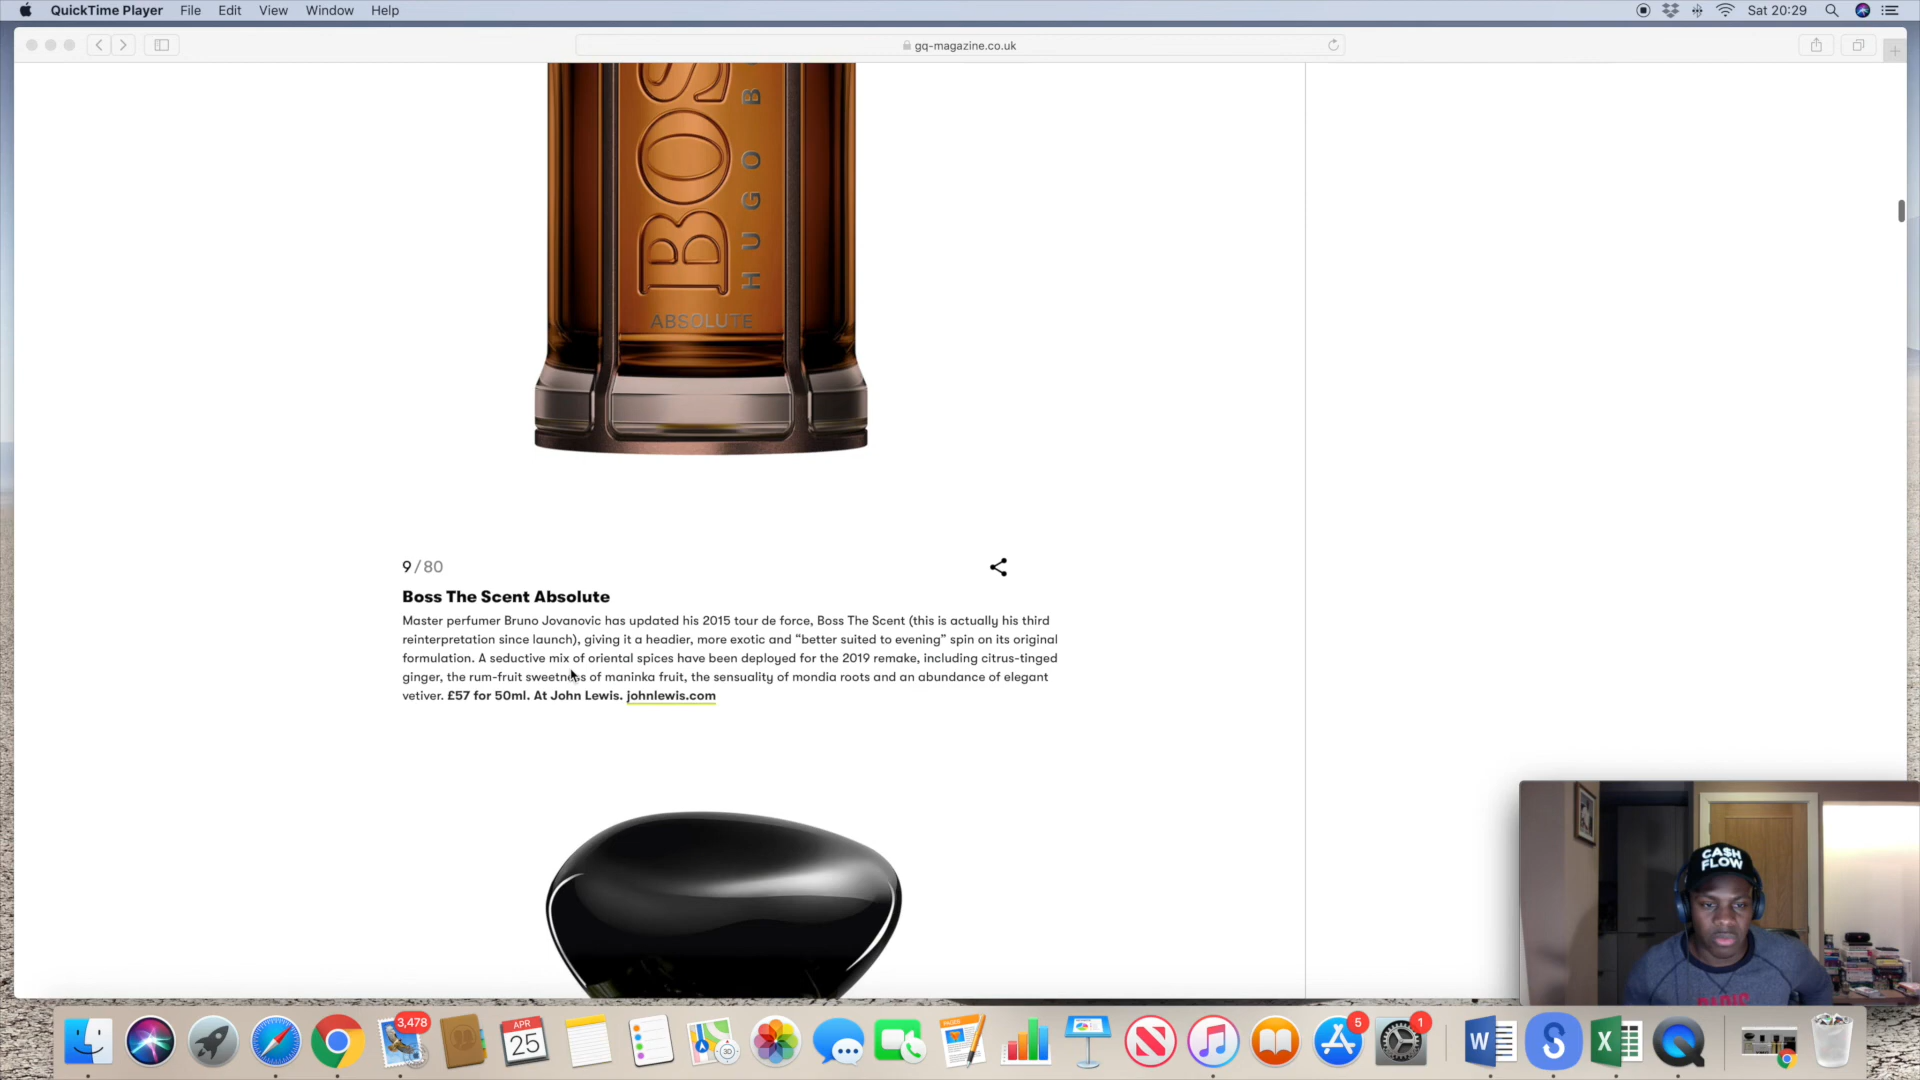 QuickTime Player File Edit View Window Help
Sat 20:29
gq-magazine.co.uk
BOSS
HUGO B
ABSOLUTE
9/80
Boss The Scent Absolute
Master perfumer Bruno Jovanovic has updated his 2015 tour de force, Boss The Scent (this is actually his third
reinterpretation since launch), giving it a headier, more exotic and “better suited to evening” spin on its original
formulation. A seductive mix of oriental spices have been deployed for the 2019 remake, including citrus-tinged
ginger, the rum-fruit sweetness of maninka fruit, the sensuality of mondia roots and an abundance of elegant
vetiver. £57 for 50ml. At John Lewis. johnlewis.com
CA$H
FLOW
3,478
APR
25
PAGES
5
1
W
S
X